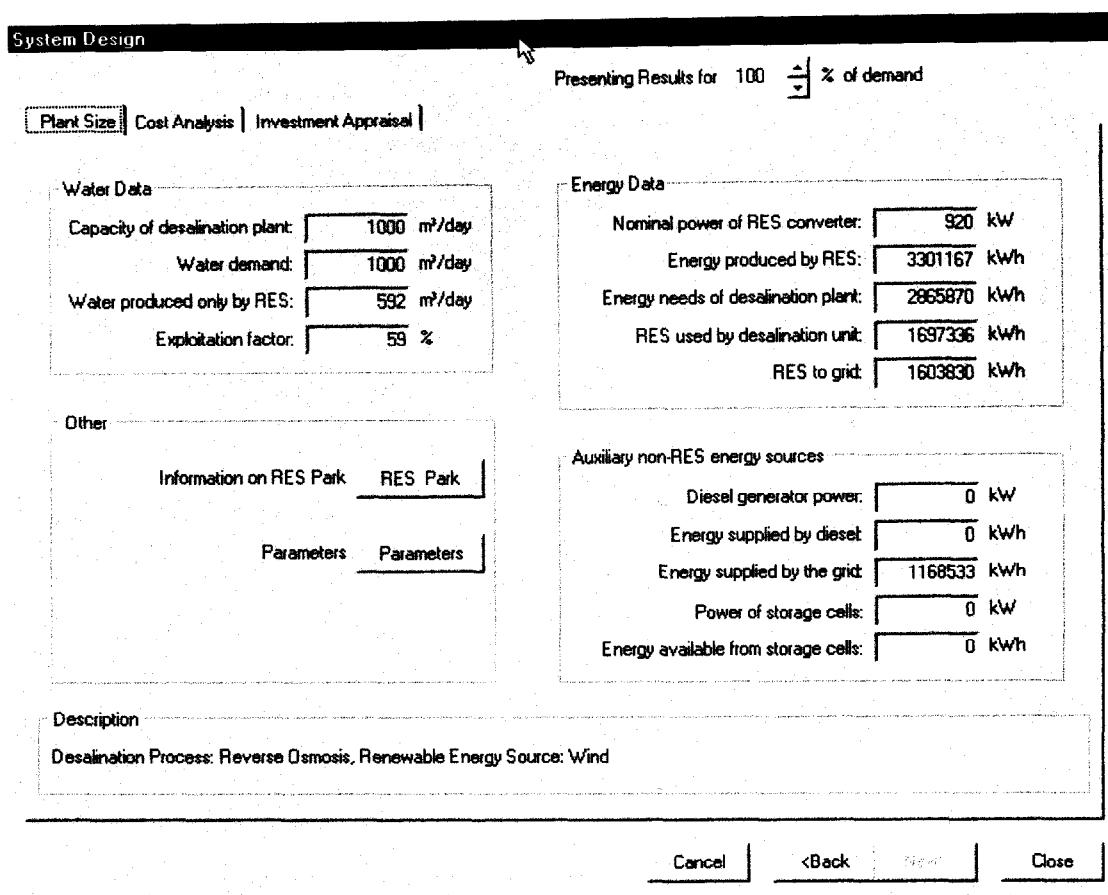 System Design
Presenting Results for 100 % of demand
Plant Size Cost Analysis Investment Appraisal
Water Data
Capacity of desalination plant: 1000 m³/day
Water demand: 1000 m³/day
Water produced only by RES: 592 m³/day
Exploitation factor: 59 %
Energy Data
Nominal power of RES converter: 920 kW
Energy produced by RES: 3301167 kWh
Energy needs of desalination plant: 2865870 kWh
RES used by desalination unit: 1697336 kWh
RES to grid: 1603830 kWh
Other
Information on RES Park RES Park
Parameters Parameters
Auxiliary non-RES energy sources
Diesel generator power: 0 kW
Energy supplied by diesel: 0 kWh
Energy supplied by the grid: 1168533 kWh
Power of storage cells: 0 kW
Energy available from storage cells: 0 kWh
Description
Desalination Process: Reverse Osmosis, Renewable Energy Source: Wind
Cancel <Back Close